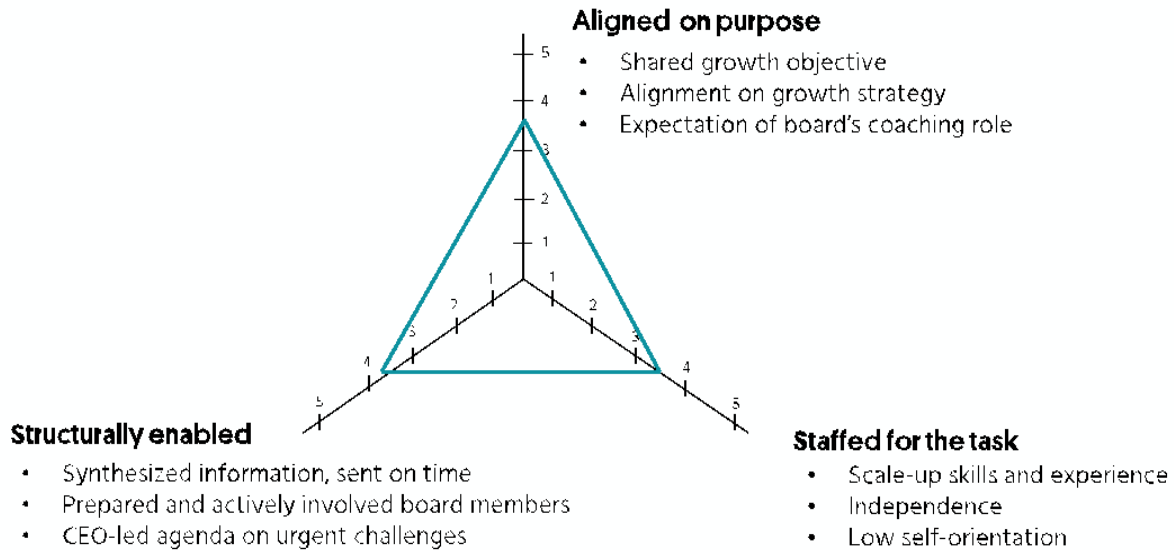 Aligned on purpose
• Shared growth objective
• Alignment on growth strategy
• Expectation of board's coaching role
5
4
3
2
1
1
2
3
4
5
1
2
3
4
5
Structurally enabled
• Synthesized information, sent on time
• Prepared and actively involved board members
• CEO-led agenda on urgent challenges
Staffed for the task
• Scale-up skills and experience
• Independence
• Low self-orientation